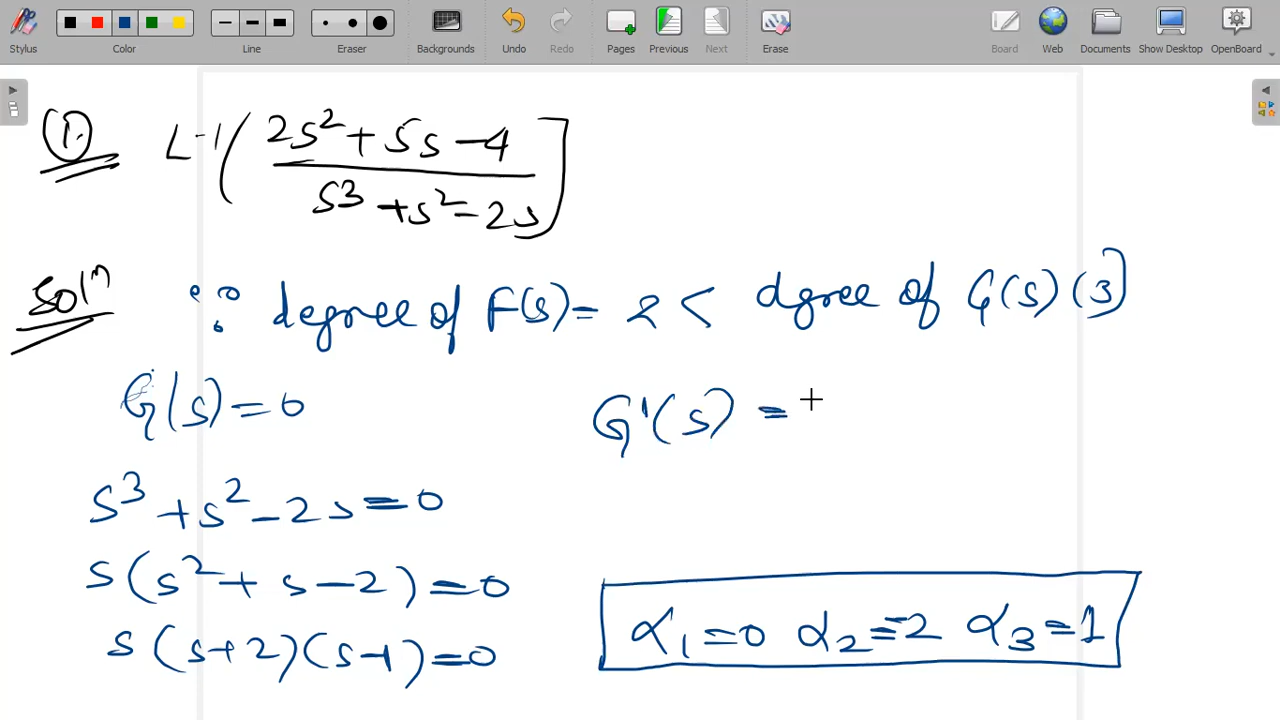 Stylus Color Line Eraser Backgrounds Undo Redo Pages Previous Next Erase Board Web Documents Show Desktop OpenBoard
① L-1( 2s² + 5s - 4 / s³ + s² - 2s ]
Solⁿ ∵ degree of F(s) = 2 < dgree of G(s) (3)
G(s) = 0 G'(s) =
s³ + s² - 2s = 0
s(s² + s - 2) = 0
s(s+2)(s-1) = 0 α₁ = 0 α₂ = -2 α₃ = 1